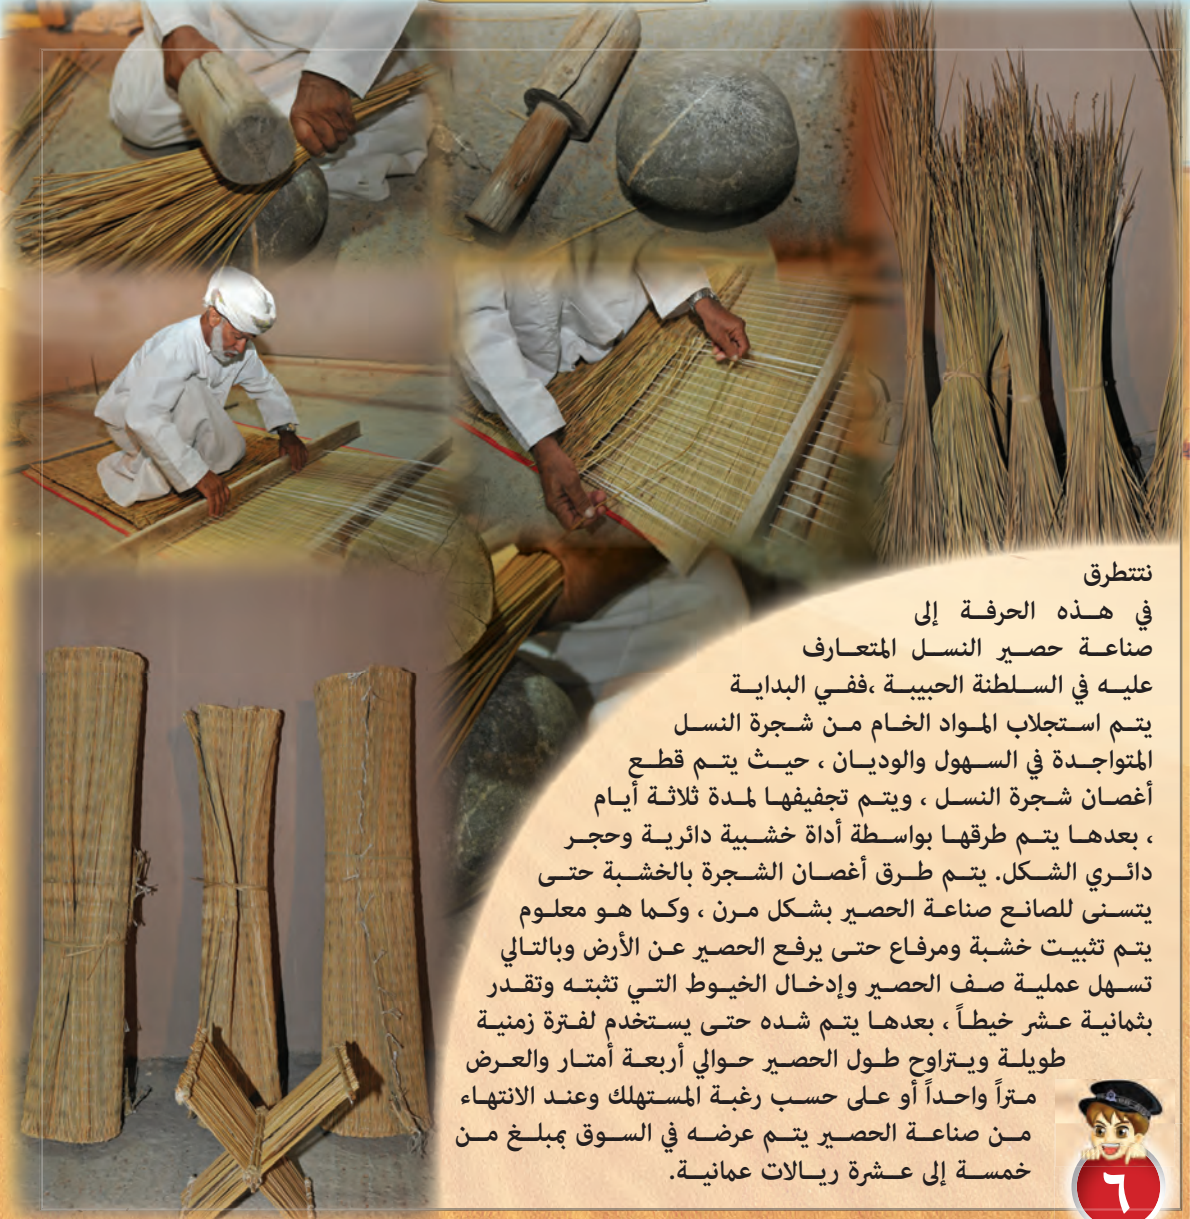 نتتطرق
في هذه الحرفة إلى
صناعة حصير النسل المتعارف
عليه في السلطنة الحبيبة ،ففي البداية
يتم استجلاب المواد الخام من شجرة النسل
المتواجدة في السهول والوديان ، حيث يتم قطع
أغصان شجرة النسل ، ويتم تجفيفها لمدة ثلاثة أيام
، بعدها يتم طرقها بواسطة أداة خشبية دائرية وحجر
دائري الشكل. يتم طرق أغصان الشجرة بالخشبة حتى
يتسنى للصانع صناعة الحصير بشكل مرن ، وكما هو معلوم
يتم تثبيت خشبة ومرفاع حتى يرفع الحصير عن الأرض وبالتالي
تسهل عملية صف الحصير وإدخال الخيوط التي تثبته وتقدر
بثمانية عشر خيطاً ، بعدها يتم شده حتى يستخدم لفترة زمنية
طويلة ويتراوح طول الحصير حوالي أربعة أمتار والعرض
متراً واحداً أو على حسب رغبة المستهلك وعند الانتهاء
من صناعة الحصير يتم عرضه في السوق بمبلغ من
خمسة إلى عشرة ريالات عمانية.
٦